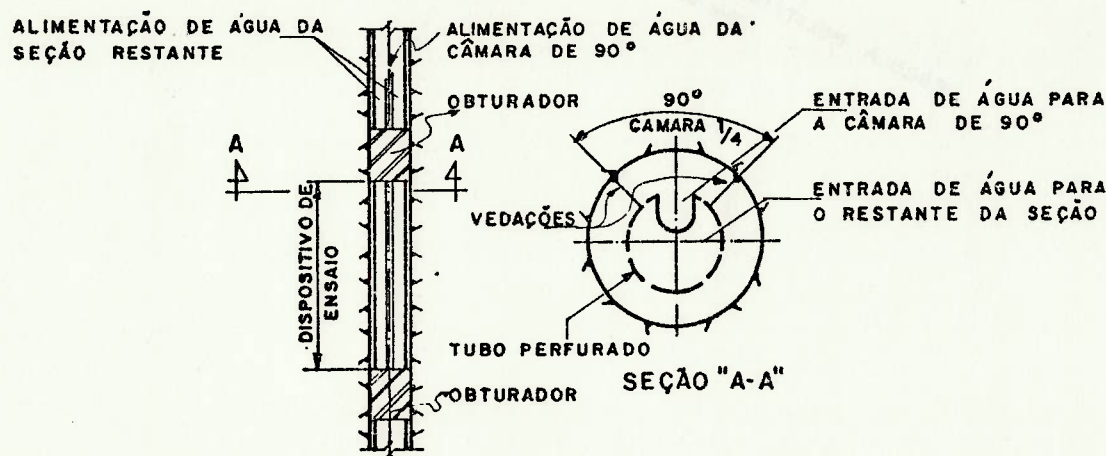 ALIMENTAÇÃO DE ÁGUA DA
SEÇÃO RESTANTE
ALIMENTAÇÃO DE ÁGUA DA
CÂMARA DE 90°
OBTURADOR
A
A
DISPOSITIVO DE
ENSAIO
OBTURADOR
90°
CAMARA 1/4
ENTRADA DE ÁGUA PARA
A CÂMARA DE 90°
VEDAÇÕES
ENTRADA DE ÁGUA PARA
O RESTANTE DA SEÇÃO
TUBO PERFURADO
SEÇÃO "A-A"